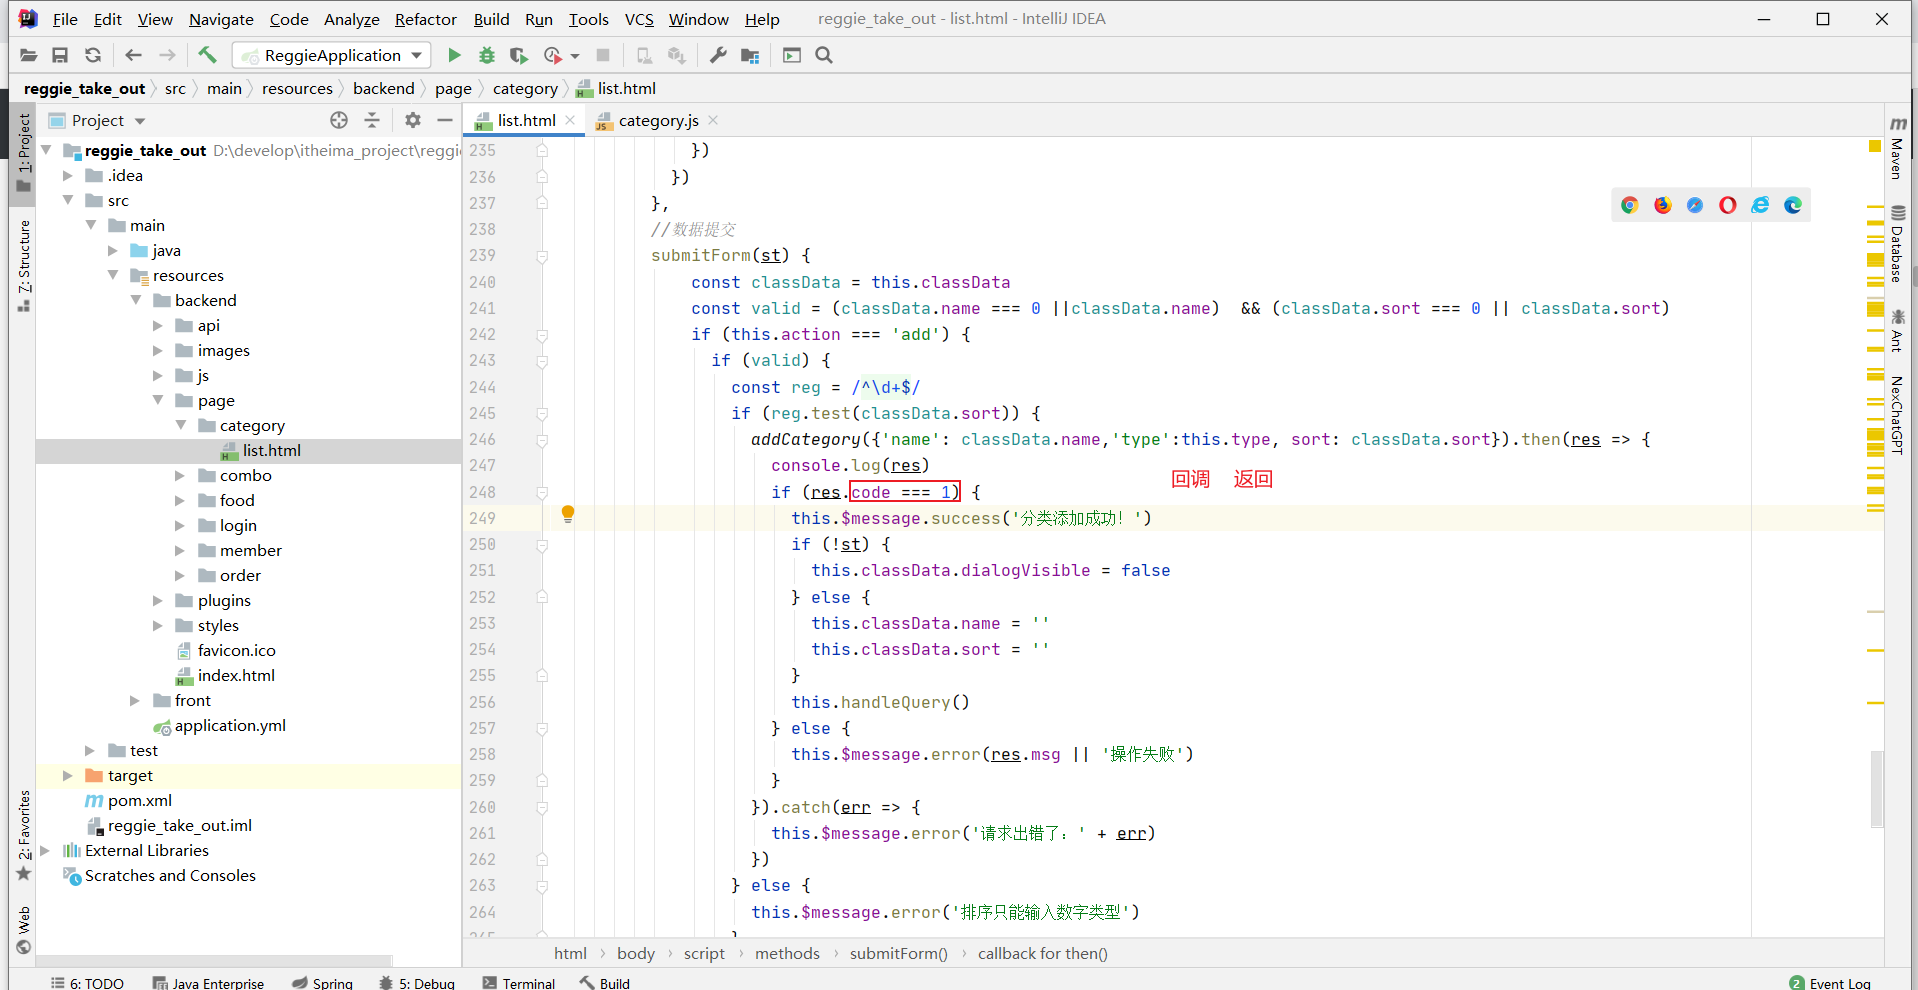 File Edit View Navigate Code Analyze Refactor Build Run Tools VCS Window Help reggie_take_out - list.html - IntelliJ IDEA
ReggieApplication
reggie_take_out src main resources backend page category list.html
Project
list.html
category.js
1: Project
7: Structure
2: Favorites
Web
reggie_take_out D:\develop\itheima_project\reggi
.idea
src
main
java
resources
backend
api
images
js
page
category
list.html
combo
food
login
member
order
plugins
styles
favicon.ico
index.html
front
application.yml
test
target
pom.xml
reggie_take_out.iml
External Libraries
Scratches and Consoles
235 })
236 })
237 },
238 //数据提交
239 submitForm(st) {
240 const classData = this.classData
241 const valid = (classData.name === 0 ||classData.name)  && (classData.sort === 0 || classData.sort)
242 if (this.action === 'add') {
243 if (valid) {
244 const reg = /^\d+$/
245 if (reg.test(classData.sort)) {
246 addCategory({'name': classData.name,'type':this.type, sort: classData.sort}).then(res => {
247 console.log(res)
回调 返回
248 if (res.code === 1) {
249 this.$message.success('分类添加成功！')
250 if (!st) {
251 this.classData.dialogVisible = false
252 } else {
253 this.classData.name = ''
254 this.classData.sort = ''
255 }
256 this.handleQuery()
257 } else {
258 this.$message.error(res.msg || '操作失败')
259 }
260 }).catch(err => {
261 this.$message.error('请求出错了：' + err)
262 })
263 } else {
264 this.$message.error('排序只能输入数字类型')
265 }
Maven
Database
Ant
NexChatGPT
html body script methods submitForm() callback for then()
6: TODO Java Enterprise Spring 5: Debug Terminal Build 2 Event Log